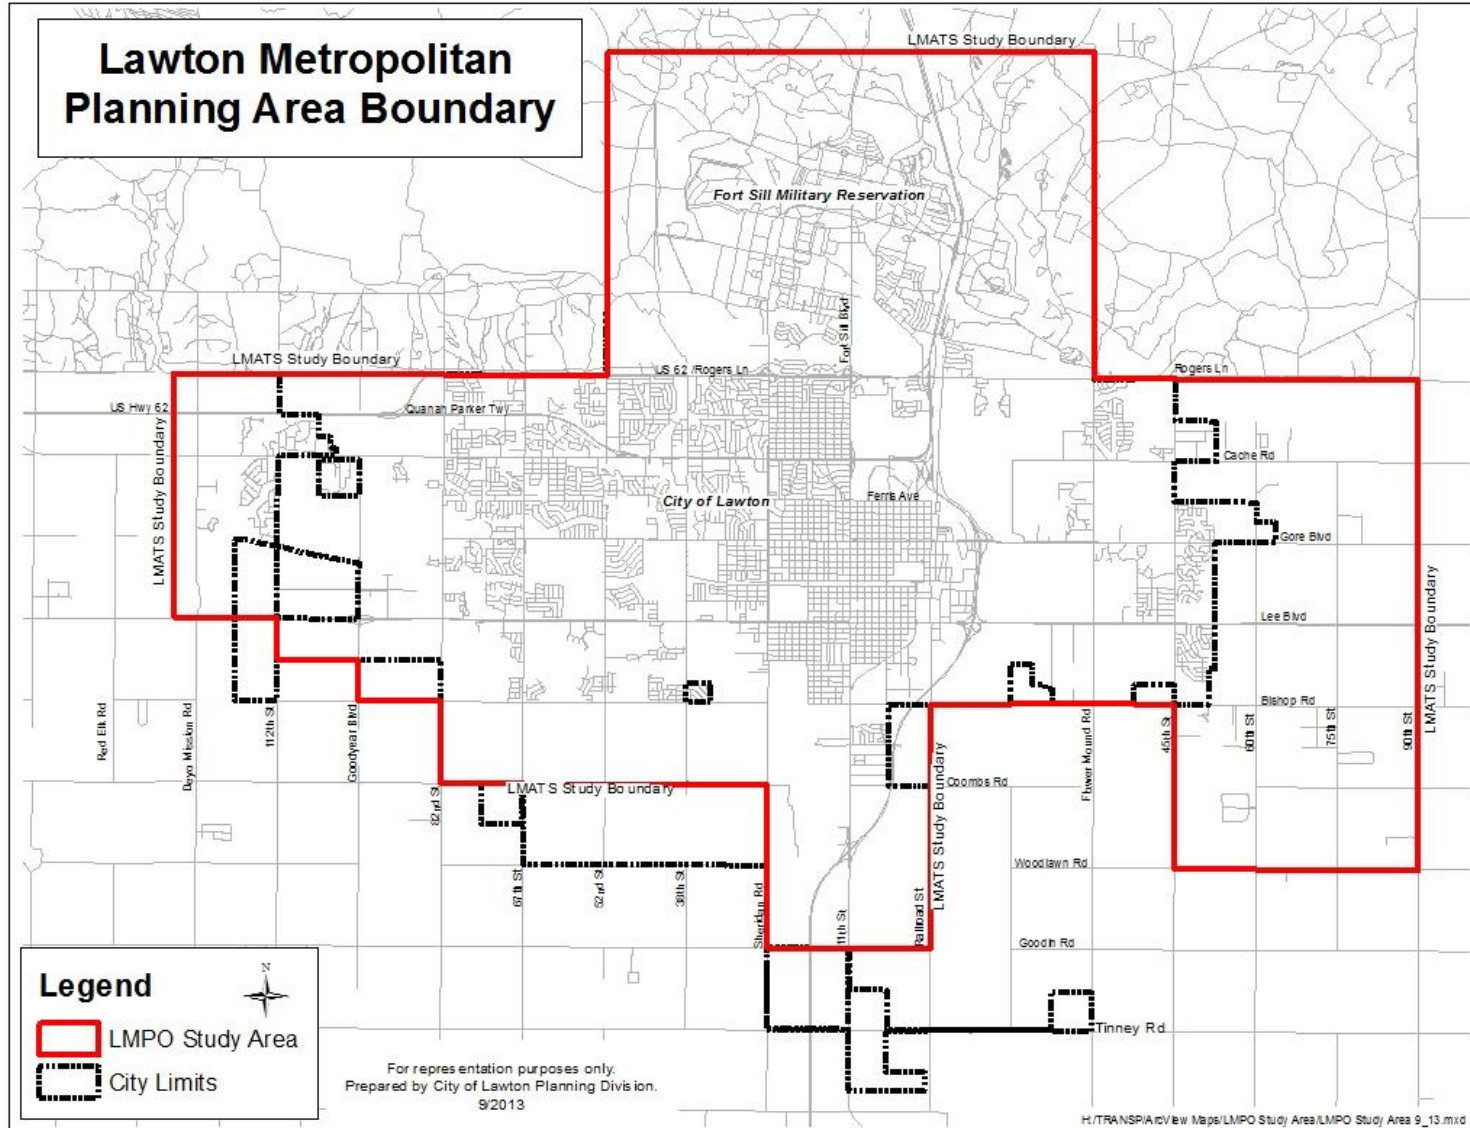 Lawton Metropolitan
Planning Area Boundary
LMATS Study Boundary
Fort Sill Military Reservation
Fort Sill Blvd
LMATS Study Boundary
US 62 /Rogers Ln
Rogers Ln
US Hwy 62
Quanah Parker Twy
LMATS Study Boundary
Cache Rd
City of Lawton
Ferris Ave
Gore Blvd
Lee Blvd
LMATS Study Boundary
Bishop Rd
Red Elk Rd
Deyo Mission Rd
112th St
Goodyear Blvd
82nd St
LMATS Study Boundary
LMATS Study Boundary
Coombs Rd
Flower Mound Rd
45th St
60th St
75th St
90th St
67th St
52nd St
38th St
Sheridan Rd
11th St
Railroad St
Woodlawn Rd
Goodin Rd
Tinney Rd
Legend
N
LMPO Study Area
City Limits
For representation purposes only.
Prepared by City of Lawton Planning Division.
9/2013
H:/TRANSP/ArcView Maps/LMPO Study Area/LMPO Study Area 9_13.mxd